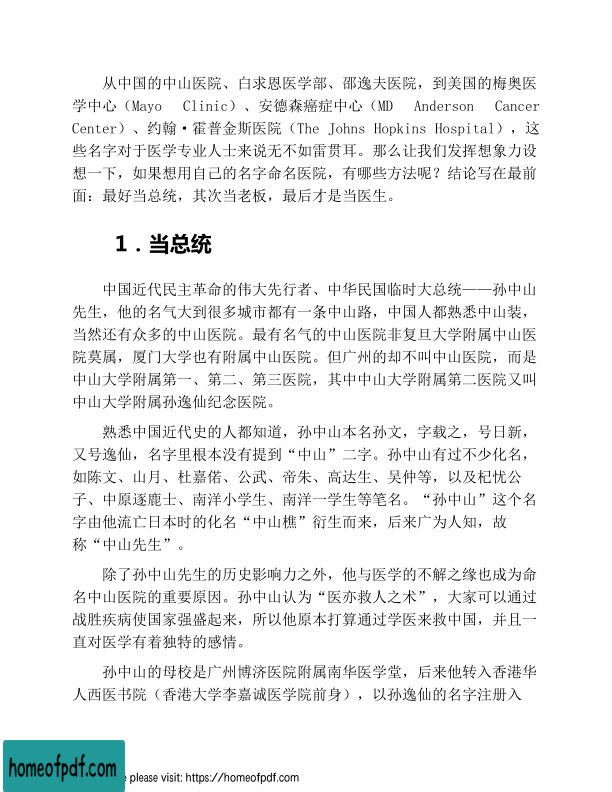 从中国的中山医院、白求恩医学部、邵逸夫医院，到美国的梅奥医
学中心（Mayo Clinic）、安德森癌症中心（MD Anderson Cancer
Center）、约翰·霍普金斯医院（The Johns Hopkins Hospital），这
些名字对于医学专业人士来说无不如雷贯耳。那么让我们发挥想象力设
想一下，如果想用自己的名字命名医院，有哪些方法呢？结论写在最前
面：最好当总统，其次当老板，最后才是当医生。
1．当总统
中国近代民主革命的伟大先行者、中华民国临时大总统——孙中山
先生，他的名气大到很多城市都有一条中山路，中国人都熟悉中山装，
当然还有众多的中山医院。最有名气的中山医院非复旦大学附属中山医
院莫属，厦门大学也有附属中山医院。但广州的却不叫中山医院，而是
中山大学附属第一、第二、第三医院，其中中山大学附属第二医院又叫
中山大学附属孙逸仙纪念医院。
熟悉中国近代史的人都知道，孙中山本名孙文，字载之，号日新，
又号逸仙，名字里根本没有提到“中山”二字。孙中山有过不少化名，
如陈文、山月、杜嘉偌、公武、帝朱、高达生、吴仲等，以及杞忧公
子、中原逐鹿士、南洋小学生、南洋一学生等笔名。“孙中山”这个名
字由他流亡日本时的化名“中山樵”衍生而来，后来广为人知，故
称“中山先生”。
除了孙中山先生的历史影响力之外，他与医学的不解之缘也成为命
名中山医院的重要原因。孙中山认为“医亦救人之术”，大家可以通过
战胜疾病使国家强盛起来，所以他原本打算通过学医来救中国，并且一
直对医学有着独特的感情。
孙中山的母校是广州博济医院附属南华医学堂，后来他转入香港华
人西医书院（香港大学李嘉诚医学院前身），以孙逸仙的名字注册入
homeofpdf.com
e please visit: https://homeofpdf.com